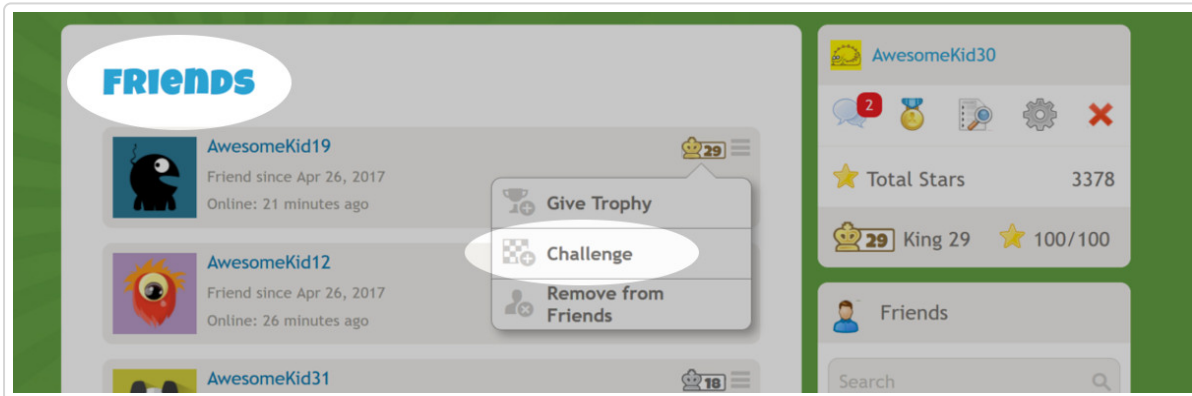 FRIENDS
AwesomeKid19
29
Friend since Apr 26, 2017
Online: 21 minutes ago
Give Trophy
Challenge
Remove from
Friends
AwesomeKid12
Friend since Apr 26, 2017
Online: 26 minutes ago
AwesomeKid31
18
AwesomeKid30
2
Total Stars 3378
29 King 29 100/100
Friends
Search